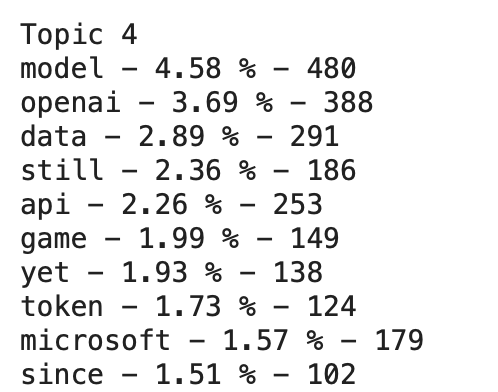 Topic 4
model – 4.58 % – 480
openai – 3.69 % – 388
data – 2.89 % – 291
still – 2.36 % – 186
api – 2.26 % – 253
game – 1.99 % – 149
yet – 1.93 % – 138
token – 1.73 % – 124
microsoft – 1.57 % – 179
since – 1.51 % – 102